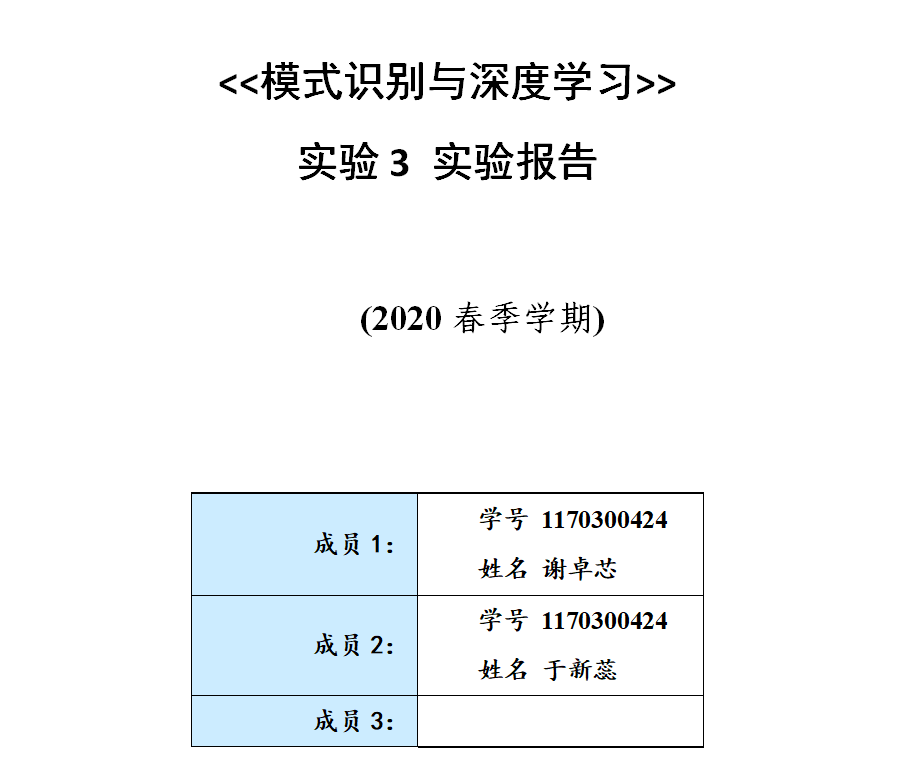 <<模式识别与深度学习>>
实验 3 实验报告
(2020 春季学期)
成员 1：
学号 1170300424
姓名 谢卓芯
成员 2：
学号 1170300424
姓名 于新蕊
成员 3：